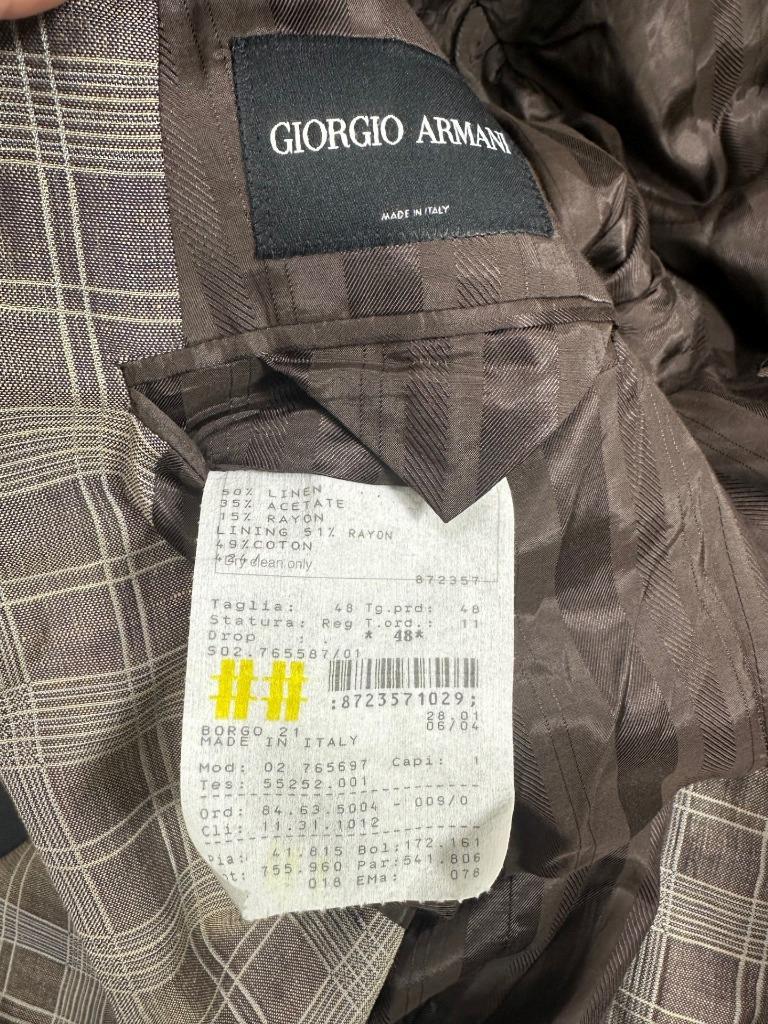 GIORGIO ARMANI
MADE IN ITALY
50% LINEN
35% ACETATE
15% RAYON
LINING 51% RAYON
49%COTON
Dry clean only
872357
Taglia: 48 Tg.prd: 48
Statura: Reg T.ord.: 11
Drop : . * 48*
S02.765587/01
##
:8723571029;
28.01
BORGO 21 06/04
MADE IN ITALY
Mod: 02 765697 Capi: 1
Tes: 55252.001
Ord: 84.63.5004 - 009/0
Cli: 11.31.1012
41.815 Bol:172.161
755.960 Par:541.806
018 EMa: 078